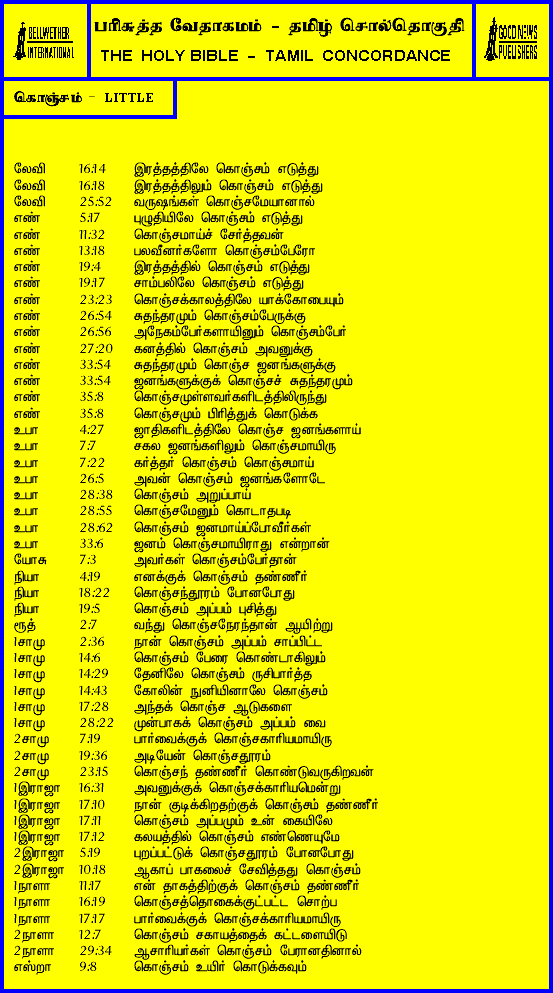 BELLWETHER
INTERNATIONAL
பரிசுத்த வேதாகமம் - தமிழ் சொல்தொகுதி
THE HOLY BIBLE - TAMIL CONCORDANCE
GOOD NEWS
PUBLISHERS
கொஞ்சம் - LITTLE
லேவி 16:14 இரத்தத்திலே கொஞ்சம் எடுத்து
லேவி 16:18 இரத்தத்திலும் கொஞ்சம் எடுத்து
லேவி 25:52 வருஷங்கள் கொஞ்சமேயானால்
எண் 5:17 புழுதியிலே கொஞ்சம் எடுத்து
எண் 11:32 கொஞ்சமாய்ச் சேர்த்தவன்
எண் 13:18 பலவீனர்களோ கொஞ்சம்பேரோ
எண் 19:4 இரத்தத்தில் கொஞ்சம் எடுத்து
எண் 19:17 சாம்பலிலே கொஞ்சம் எடுத்து
எண் 23:23 கொஞ்சக்காலத்திலே யாக்கோபையும்
எண் 26:54 சுதந்தரமும் கொஞ்சம்பேருக்கு
எண் 26:56 அநேகம்பேர்களாயினும் கொஞ்சம்பேர்
எண் 27:20 கனத்தில் கொஞ்சம் அவனுக்கு
எண் 33:54 சுதந்தரமும் கொஞ்ச ஜனங்களுக்கு
எண் 33:54 ஜனங்களுக்குக் கொஞ்சச் சுதந்தரமும்
எண் 35:8 கொஞ்சமுள்ளவர்களிடத்திலிருந்து
எண் 35:8 கொஞ்சமும் பிரித்துக் கொடுக்க
உபா 4:27 ஜாதிகளிடத்திலே கொஞ்ச ஜனங்களாய்
உபா 7:7 சகல ஜனங்களிலும் கொஞ்சமாயிரு
உபா 7:22 கர்த்தர் கொஞ்சம் கொஞ்சமாய்
உபா 26:5 அவன் கொஞ்சம் ஜனங்களோடே
உபா 28:38 கொஞ்சம் அறுப்பாய்
உபா 28:55 கொஞ்சமேனும் கொடாதபடி
உபா 28:62 கொஞ்சம் ஜனமாய்ப்போவீர்கள்
உபா 33:6 ஜனம் கொஞ்சமாயிராது என்றான்
யோசு 7:3 அவர்கள் கொஞ்சம்பேர்தான்
நியா 4:19 எனக்குக் கொஞ்சம் தண்ணீர்
நியா 18:22 கொஞ்சந்தூரம் போனபோது
நியா 19:5 கொஞ்சம் அப்பம் புசித்து
ரூத் 2:7 வந்து கொஞ்சநேரந்தான் ஆயிற்று
1சாமு 2:36 நான் கொஞ்சம் அப்பம் சாப்பிட்ட
1சாமு 14:6 கொஞ்சம் பேரை கொண்டாகிலும்
1சாமு 14:29 தேனிலே கொஞ்சம் ருசிபார்த்த
1சாமு 14:43 கோலின் நுனியினாலே கொஞ்சம்
1சாமு 17:28 அந்தக் கொஞ்ச ஆடுகளை
1சாமு 28:22 முன்பாகக் கொஞ்சம் அப்பம் வை
2சாமு 7:19 பார்வைக்குக் கொஞ்சகாரியமாயிரு
2சாமு 19:36 அடியேன் கொஞ்சதூரம்
2சாமு 23:15 கொஞ்சந் தண்ணீர் கொண்டுவருகிறவன்
1இராஜா 16:31 அவனுக்குக் கொஞ்சக்காரியமென்று
1இராஜா 17:10 நான் குடிக்கிறதற்குக் கொஞ்சம் தண்ணீர்
1இராஜா 17:11 கொஞ்சம் அப்பமும் உன் கையிலே
1இராஜா 17:12 கலயத்தில் கொஞ்சம் எண்ணெயுமே
2இராஜா 5:19 புறப்பட்டுக் கொஞ்சதூரம் போனபோது
2இராஜா 10:18 ஆகாப் பாகலைச் சேவித்தது கொஞ்சம்
1நாளா 11:17 என் தாகத்திற்குக் கொஞ்சம் தண்ணீர்
1நாளா 16:19 கொஞ்சத்தொகைக்குட்பட்ட சொற்ப
1நாளா 17:17 பார்வைக்குக் கொஞ்சக்காரியமாயிரு
2நாளா 12:7 கொஞ்சம் சகாயத்தைக் கட்டளையிடு
2நாளா 29:34 ஆசாரியர்கள் கொஞ்சம் பேரானதினால்
எஸ்றா 9:8 கொஞ்சம் உயிர் கொடுக்கவும்